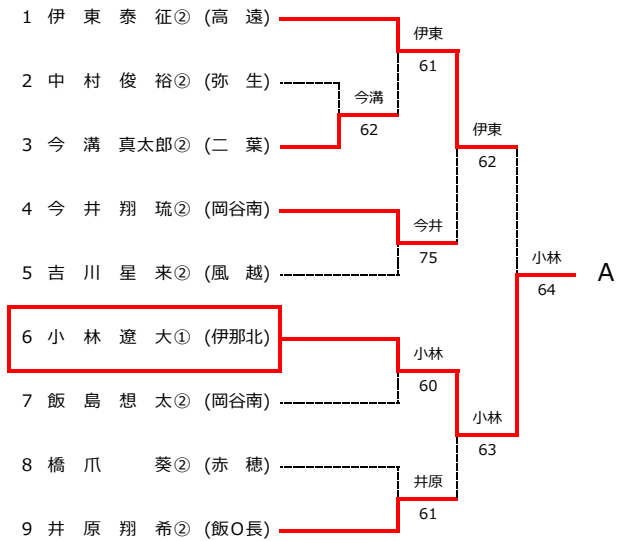 1 伊 東 泰 征② (高 遠)
伊東
61
2 中 村 俊 裕② (弥 生)
今溝
62
3 今 溝 真太郎② (二 葉)
伊東
62
4 今 井 翔 琉② (岡谷南)
今井
75
5 吉 川 星 来② (風 越)
小林
64
A
6 小 林 遼 大① (伊那北)
小林
60
7 飯 島 想 太② (岡谷南)
小林
63
8 橋 爪 葵② (赤 穂)
井原
61
9 井 原 翔 希② (飯O長)